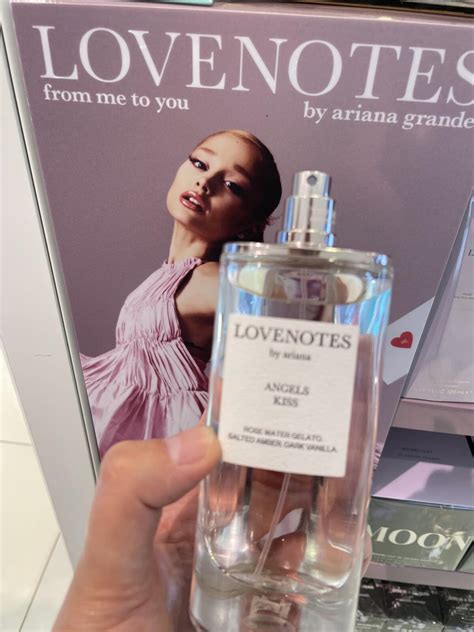 LOVENOTES
from me to you
by ariana grande
LOVENOTES
by ariana
ANGELS
KISS
ROSE WATER GELATO.
SALTED AMBER. DARK VANILLA.
MOON